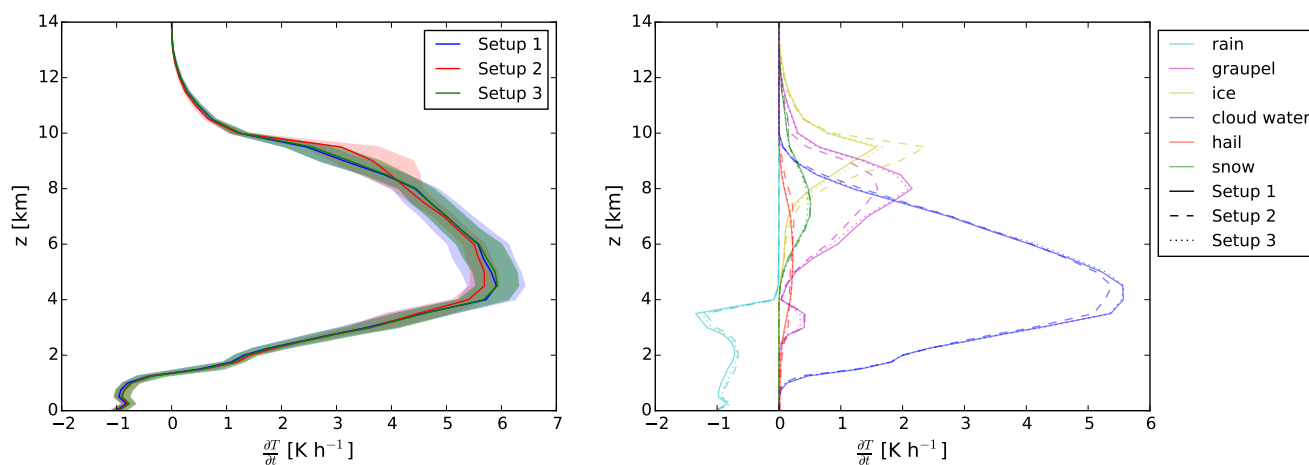 14
12
10
8
6
4
2
0
z [km]
−2 −1 0 1 2 3 4 5 6 7
∂T/∂t [K h⁻¹]
Setup 1
Setup 2
Setup 3
14
12
10
8
6
4
2
0
z [km]
−2 −1 0 1 2 3 4 5 6
∂T/∂t [K h⁻¹]
rain
graupel
ice
cloud water
hail
snow
Setup 1
Setup 2
Setup 3